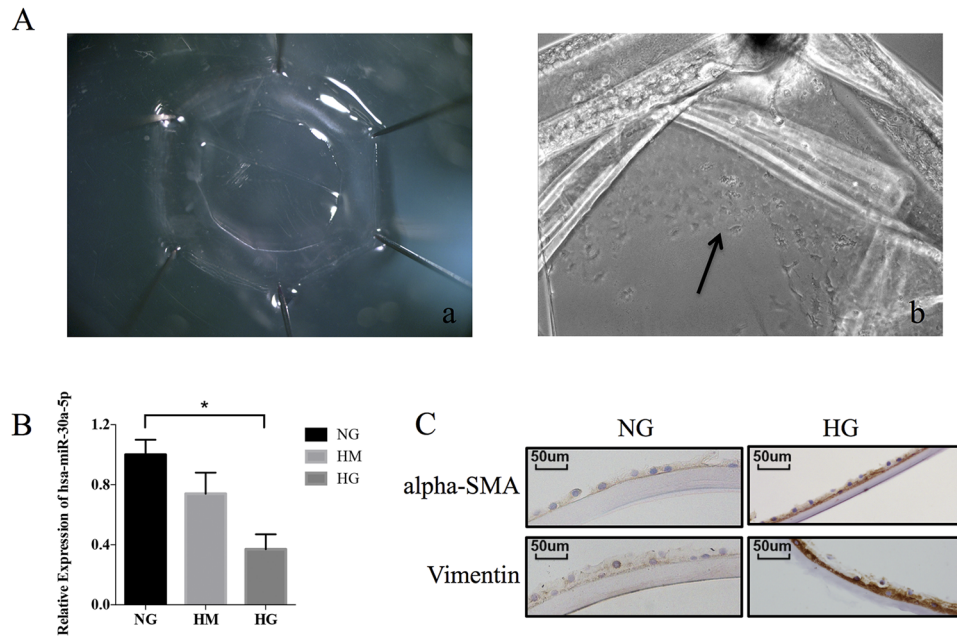 A
a
b
B
Relative Expression of hsa-miR-30a-5p
1.2
0.8
0.4
0.0
NG
HM
HG
*
NG
HM
HG
C
NG
HG
alpha-SMA
50um
50um
Vimentin
50um
50um